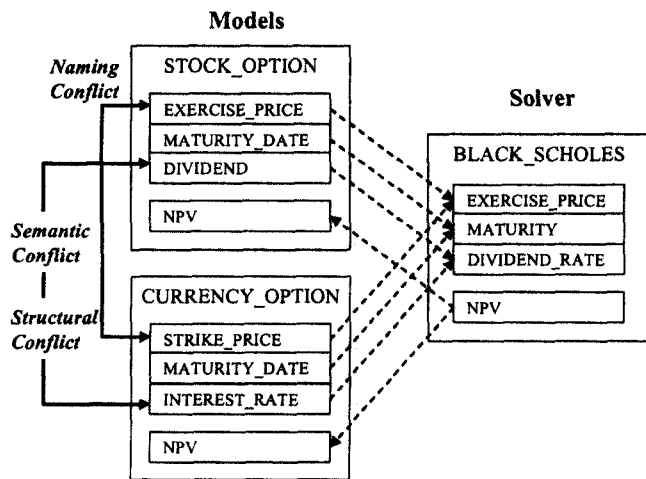 Models
Naming
Conflict
STOCK_OPTION
EXERCISE_PRICE
MATURITY_DATE
DIVIDEND
NPV
Semantic
Conflict
Structural
Conflict
CURRENCY_OPTION
STRIKE_PRICE
MATURITY_DATE
INTEREST_RATE
NPV
Solver
BLACK_SCHOLES
EXERCISE_PRICE
MATURITY
DIVIDEND_RATE
NPV